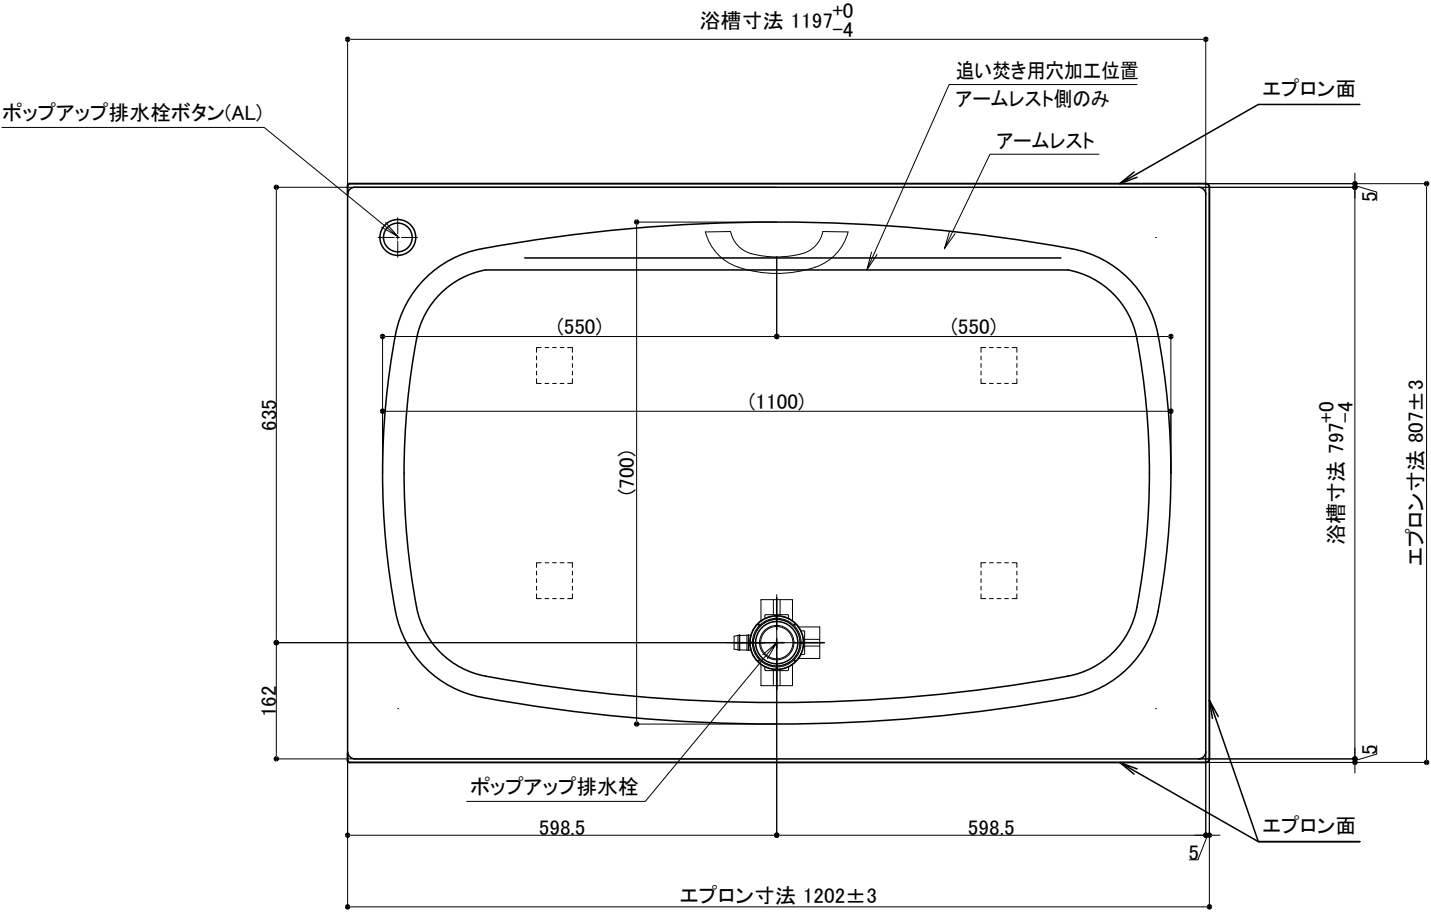 浴槽寸法 1197+0-4
追い焚き用穴加工位置
アームレスト側のみ
エプロン面
ポップアップ排水栓ボタン(AL)
アームレスト
5
(550)
(550)
(1100)
635
(700)
浴槽寸法 797+0-4
エプロン寸法 807±3
162
5
ポップアップ排水栓
598.5
598.5
エプロン面
5
エプロン寸法 1202±3